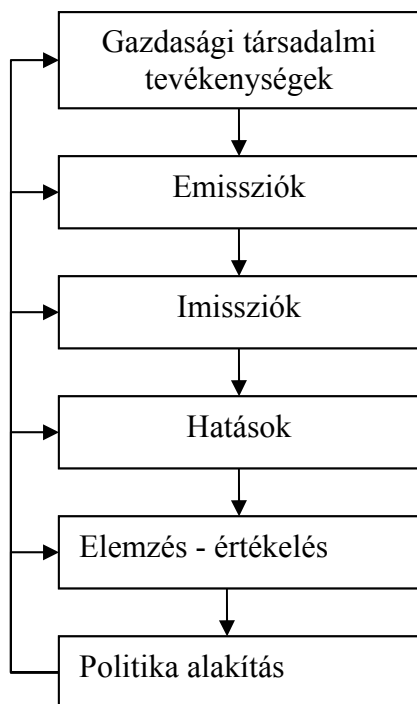 Gazdasági társadalmi
tevékenységek
Emissziók
Imissziók
Hatások
Elemzés - értékelés
Politika alakítás